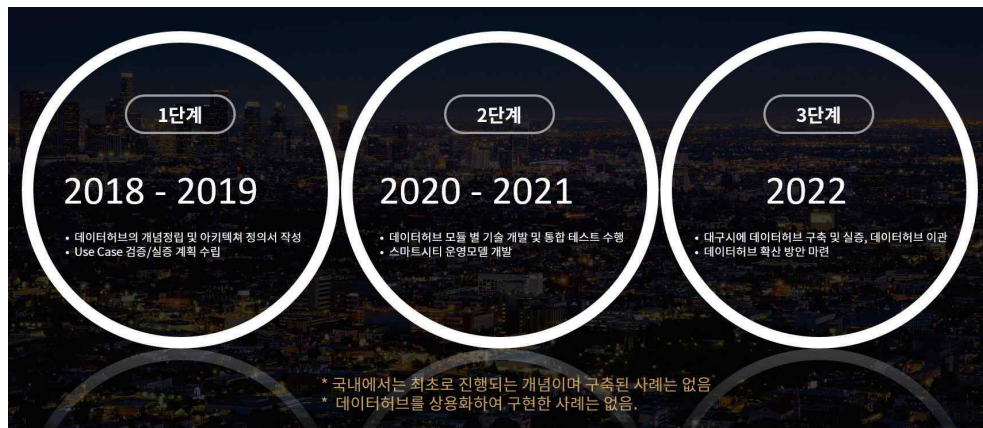 1단계
2018 - 2019
• 데이터허브의 개념정립 및 아키텍쳐 정의서 작성
• Use Case 검증/실증 계획 수립
2단계
2020 - 2021
• 데이터허브 모듈 별 기술 개발 및 통합 테스트 수행
• 스마트시티 운영모델 개발
3단계
2022
• 대구시에 데이터허브 구축 및 실증, 데이터허브 이관
• 데이터허브 확산 방안 마련
* 국내에서는 최초로 진행되는 개념이며 구축된 사례는 없음
* 데이터허브를 상용화하여 구현한 사례는 없음.